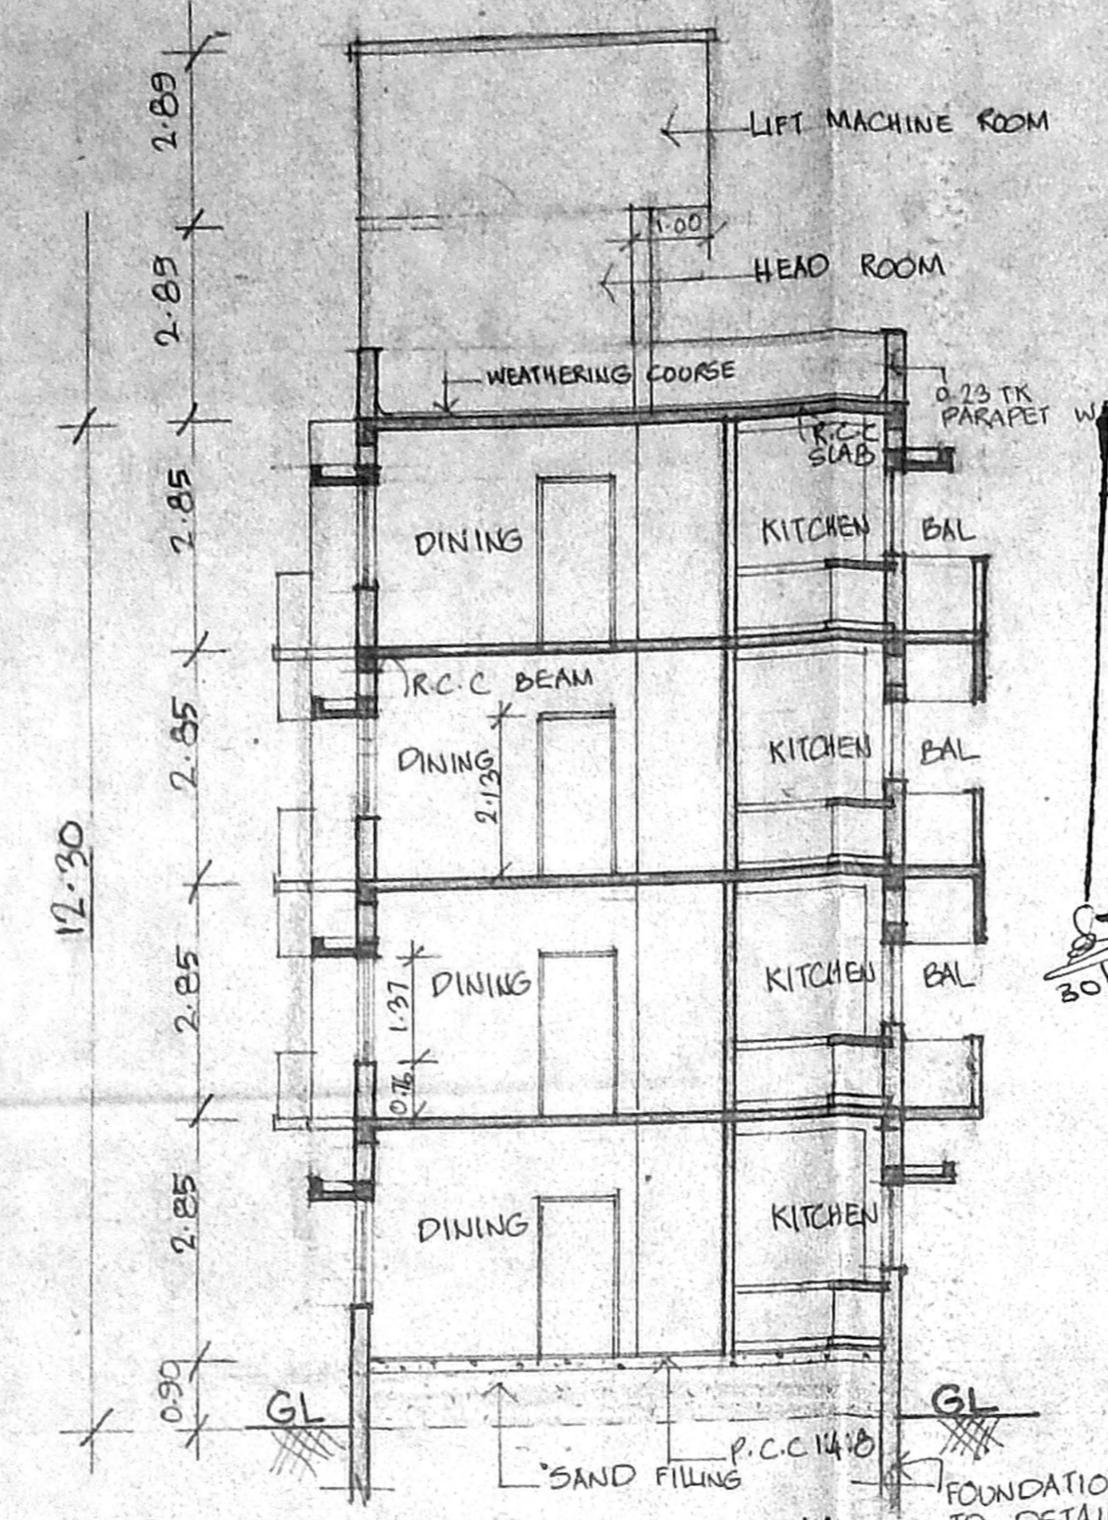 2.89
LIFT MACHINE ROOM
1.00
HEAD ROOM
2.89
WEATHERING COURSE
0.23 TK
PARAPET
R.C.C
SLAB
2.85
DINING
KITCHEN
BAL
R.C.C BEAM
2.85
DINING
2.13
KITCHEN
BAL
12.30
2.85
1.37
DINING
KITCHEN
BAL
0.76
2.85
DINING
KITCHEN
0.90
GL
GL
P.C.C 1:4:8
SAND FILLING